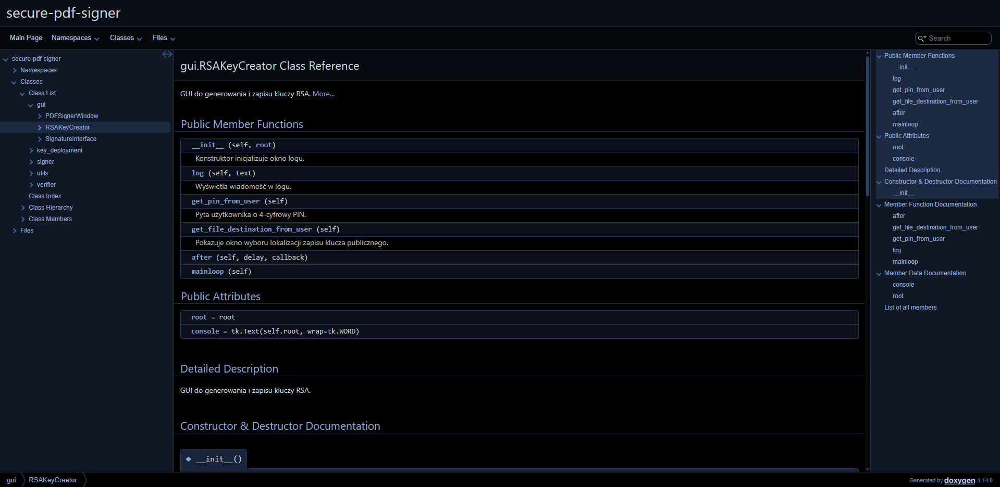 secure-pdf-signer
Main Page Namespaces Classes Files Search
secure-pdf-signer
Namespaces
Classes
Class List
gui
PDFSignerWindow
RSAKeyCreator
SignatureInterface
key_deployment
signer
utils
verifier
Class Index
Class Hierarchy
Class Members
Files
gui.RSAKeyCreator Class Reference
GUI do generowania i zapisu kluczy RSA. More...
Public Member Functions
__init__ (self, root)
Konstruktor inicjalizuje okno logu.
log (self, text)
Wyświetla wiadomość w logu.
get_pin_from_user (self)
Pyta użytkownika o 4-cyfrowy PIN.
get_file_destination_from_user (self)
Pokazuje okno wyboru lokalizacji zapisu klucza publicznego.
after (self, delay, callback)
mainloop (self)
Public Attributes
root = root
console = tk.Text(self.root, wrap=tk.WORD)
Detailed Description
GUI do generowania i zapisu kluczy RSA.
Constructor & Destructor Documentation
◆ __init__()
Public Member Functions
__init__
log
get_pin_from_user
get_file_destination_from_user
after
mainloop
Public Attributes
root
console
Detailed Description
Constructor & Destructor Documentation
__init__
Member Function Documentation
after
get_file_destination_from_user
get_pin_from_user
log
mainloop
Member Data Documentation
console
root
List of all members
gui RSAKeyCreator
Generated by doxygen 1.14.0